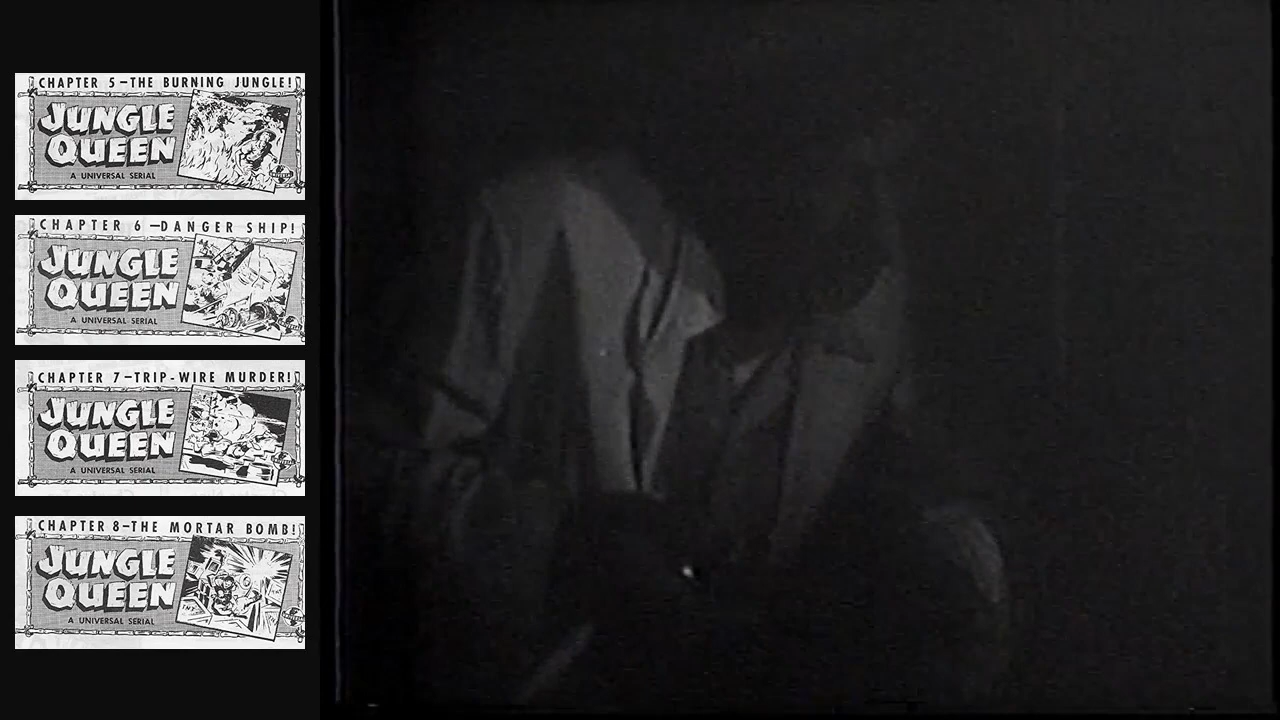 CHAPTER 5—THE BURNING JUNGLE!
JUNGLE
QUEEN
A UNIVERSAL SERIAL
CHAPTER 6—DANGER SHIP!
JUNGLE
QUEEN
A UNIVERSAL SERIAL
CHAPTER 7—TRIP-WIRE MURDER!
JUNGLE
QUEEN
A UNIVERSAL SERIAL
CHAPTER 8—THE MORTAR BOMB!
JUNGLE
QUEEN
A UNIVERSAL SERIAL